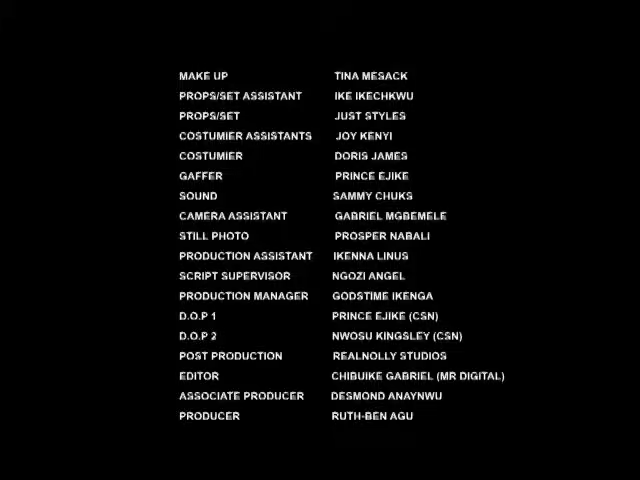 MAKE UP TINA MESACK
PROPS/SET ASSISTANT IKE IKECHKWU
PROPS/SET JUST STYLES
COSTUMIER ASSISTANTS JOY KENYI
COSTUMIER DORIS JAMES
GAFFER PRINCE EJIKE
SOUND SAMMY CHUKS
CAMERA ASSISTANT GABRIEL MGBEMELE
STILL PHOTO PROSPER NABALI
PRODUCTION ASSISTANT IKENNA LINUS
SCRIPT SUPERVISOR NGOZI ANGEL
PRODUCTION MANAGER GODSTIME IKENGA
D.O.P 1 PRINCE EJIKE (CSN)
D.O.P 2 NWOSU KINGSLEY (CSN)
POST PRODUCTION REALNOLLY STUDIOS
EDITOR CHIBUIKE GABRIEL (MR DIGITAL)
ASSOCIATE PRODUCER DESMOND ANAYNWU
PRODUCER RUTH-BEN AGU